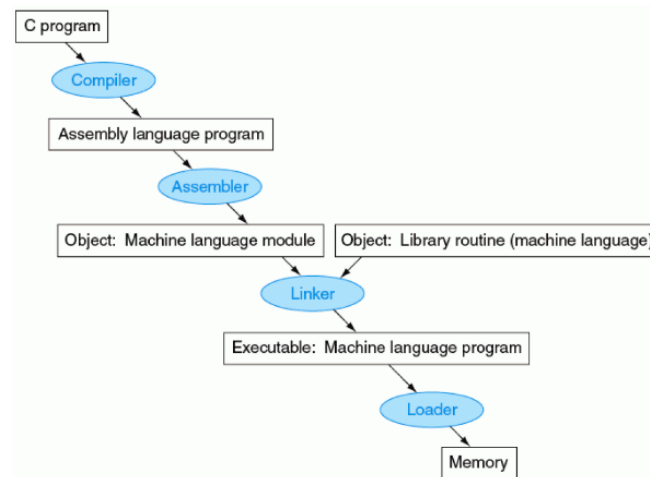 C program
Compiler
Assembly language program
Assembler
Object: Machine language module
Object: Library routine (machine language)
Linker
Executable: Machine language program
Loader
Memory